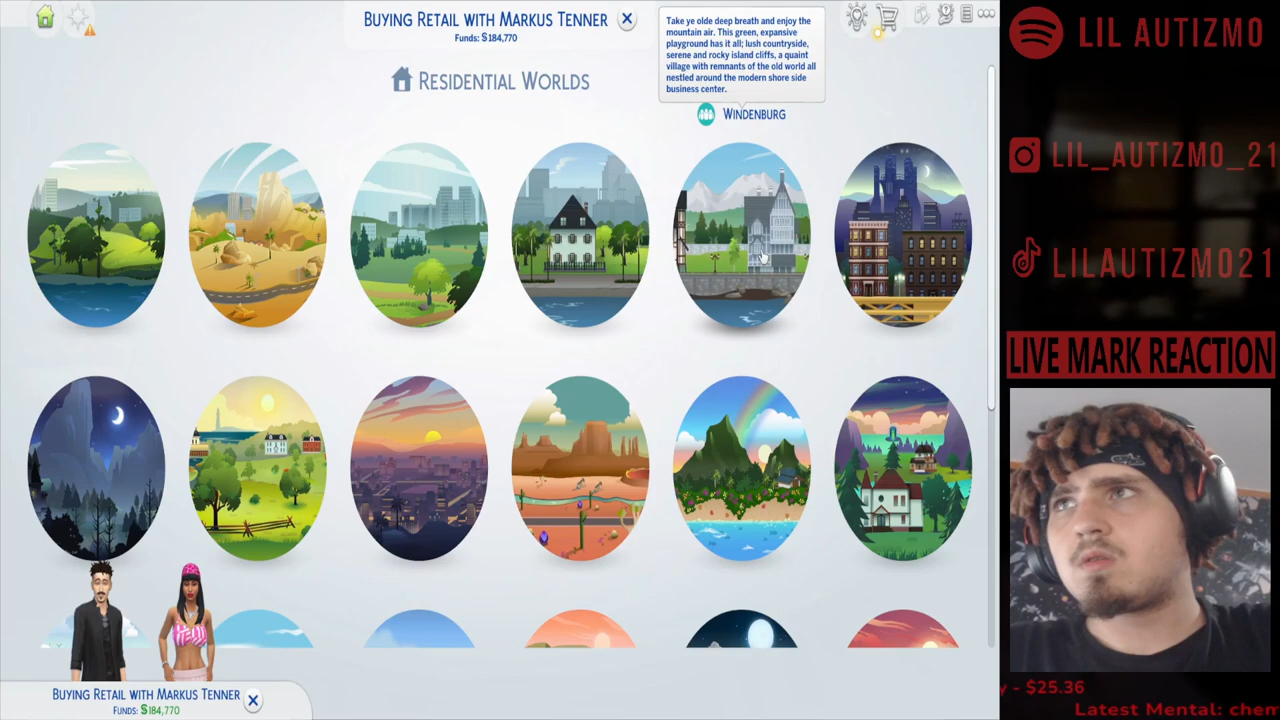 BUYING RETAIL WITH MARKUS TENNER
FUNDS: $184,770
RESIDENTIAL WORLDS
Take ye olde deep breath and enjoy the
mountain air. This green, expansive
playground has it all; lush countryside,
serene and rocky island cliffs, a quaint
village with remnants of the old world all
nestled around the modern shore side
business center.
WINDENBURG
BUYING RETAIL WITH MARKUS TENNER
FUNDS: $184,770
LIL AUTIZMO
LIL_AUTIZMO_21
LILAUTIZMO21
LIVE MARK REACTION
y - $25.36
Latest Mental: chem